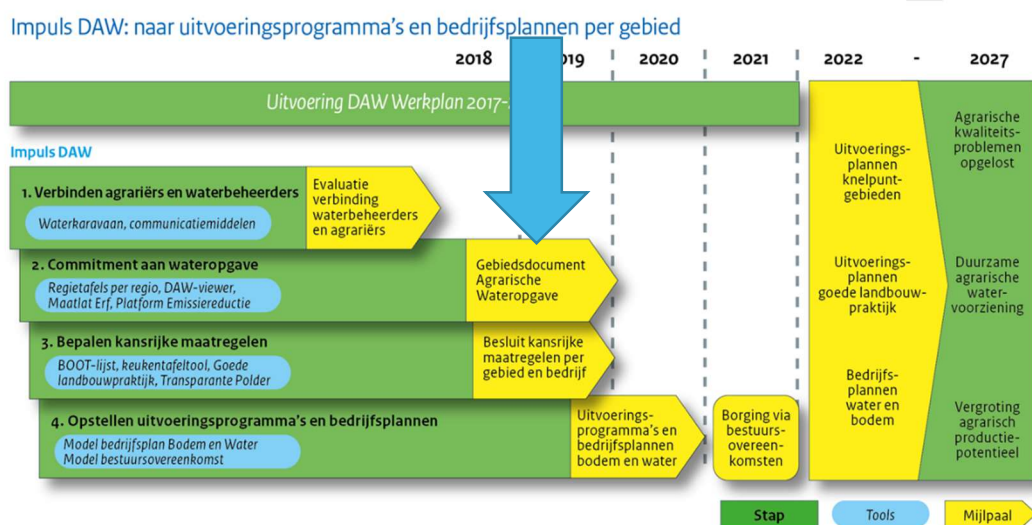 Impuls DAW: naar uitvoeringsprogramma's en bedrijfsplannen per gebied
2018 19 2020 2021 2022 - 2027
Uitvoering DAW Werkplan 2017-
Impuls DAW
1. Verbinden agrariërs en waterbeheerders
Waterkaravaan, communicatiemiddelen
Evaluatie
verbinding
waterbeheerders
en agrariërs
2. Commitment aan wateropgave
Regietafels per regio, DAW-viewer,
Maatlat Erf, Platform Emissiereductie
Gebiedsdocument
Agrarische
Wateropgave
3. Bepalen kansrijke maatregelen
BOOT-lijst, keukentafeltool, Goede
landbouwpraktijk, Transparante Polder
Besluit kansrijke
maatregelen per
gebied en bedrijf
4. Opstellen uitvoeringsprogramma's en bedrijfsplannen
Model bedrijfsplan Bodem en Water
Model bestuursovereenkomst
Uitvoerings-
programma's en
bedrijfsplannen
bodem en water
Borging via
bestuurs-
overeen-
komsten
Uitvoerings-
plannen
knelpunt-
gebieden
Uitvoerings-
plannen
goede landbouw-
praktijk
Bedrijfs-
plannen
water en
bodem
Agrarische
kwaliteits-
problemen
opgelost
Duurzame
agrarische
water-
voorziening
Vergroting
agrarisch
productie-
potentieel
Stap
Tools
Mijlpaal